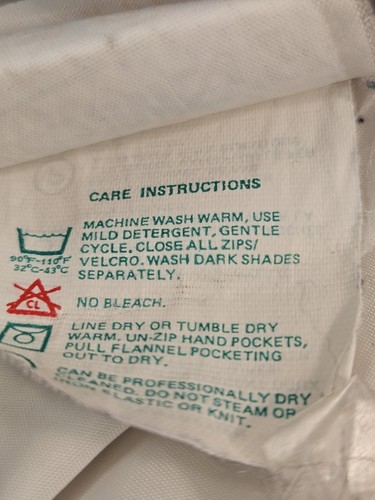 CARE INSTRUCTIONS
MACHINE WASH WARM, USE
MILD DETERGENT, GENTLE
CYCLE, CLOSE ALL ZIPS/
VELCRO. WASH DARK SHADES
SEPARATELY.
90°F-110°F
32°C-43°C
CL
NO BLEACH.
LINE DRY OR TUMBLE DRY
WARM. UN-ZIP HAND POCKETS,
PULL FLANNEL POCKETING
OUT TO DRY.
CAN BE PROFESSIONALLY DRY
CLEANED. DO NOT STEAM OR
IRON ELASTIC OR KNIT.